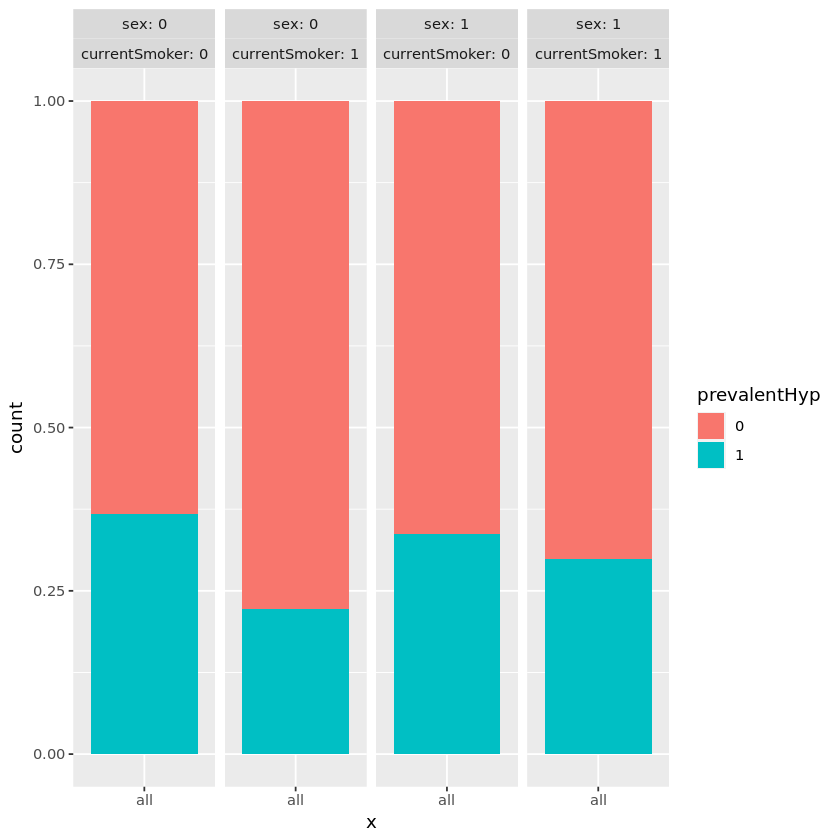 sex: 0
sex: 0
sex: 1
sex: 1
currentSmoker: 0
currentSmoker: 1
currentSmoker: 0
currentSmoker: 1
1.00
0.75
0.50
0.25
0.00
count
all
all
all
all
x
prevalentHyp
0
1